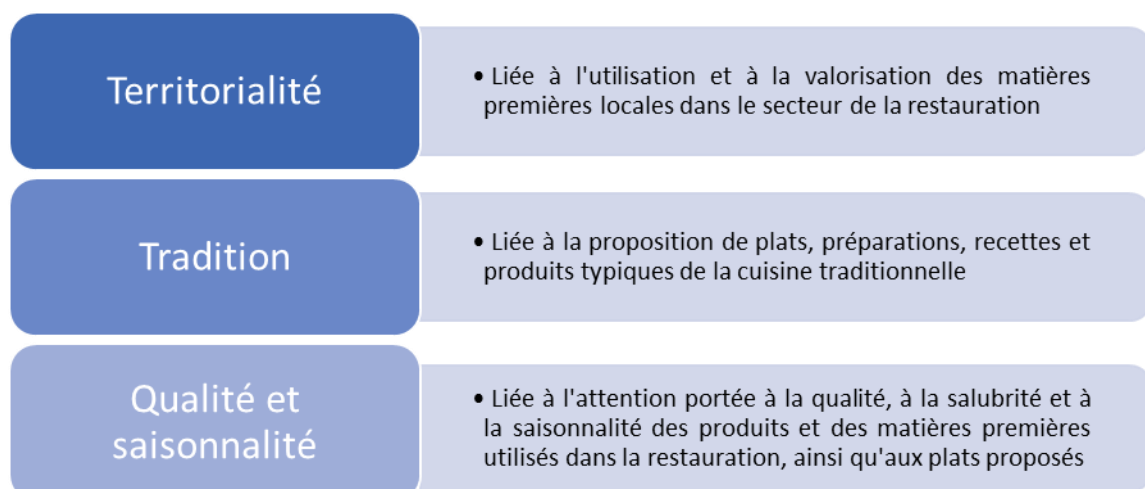 Territorialité
• Liée à l'utilisation et à la valorisation des matières
premières locales dans le secteur de la restauration
Tradition
• Liée à la proposition de plats, préparations, recettes et
produits typiques de la cuisine traditionnelle
Qualité et
saisonnalité
• Liée à l'attention portée à la qualité, à la salubrité et à
la saisonnalité des produits et des matières premières
utilisés dans la restauration, ainsi qu'aux plats proposés